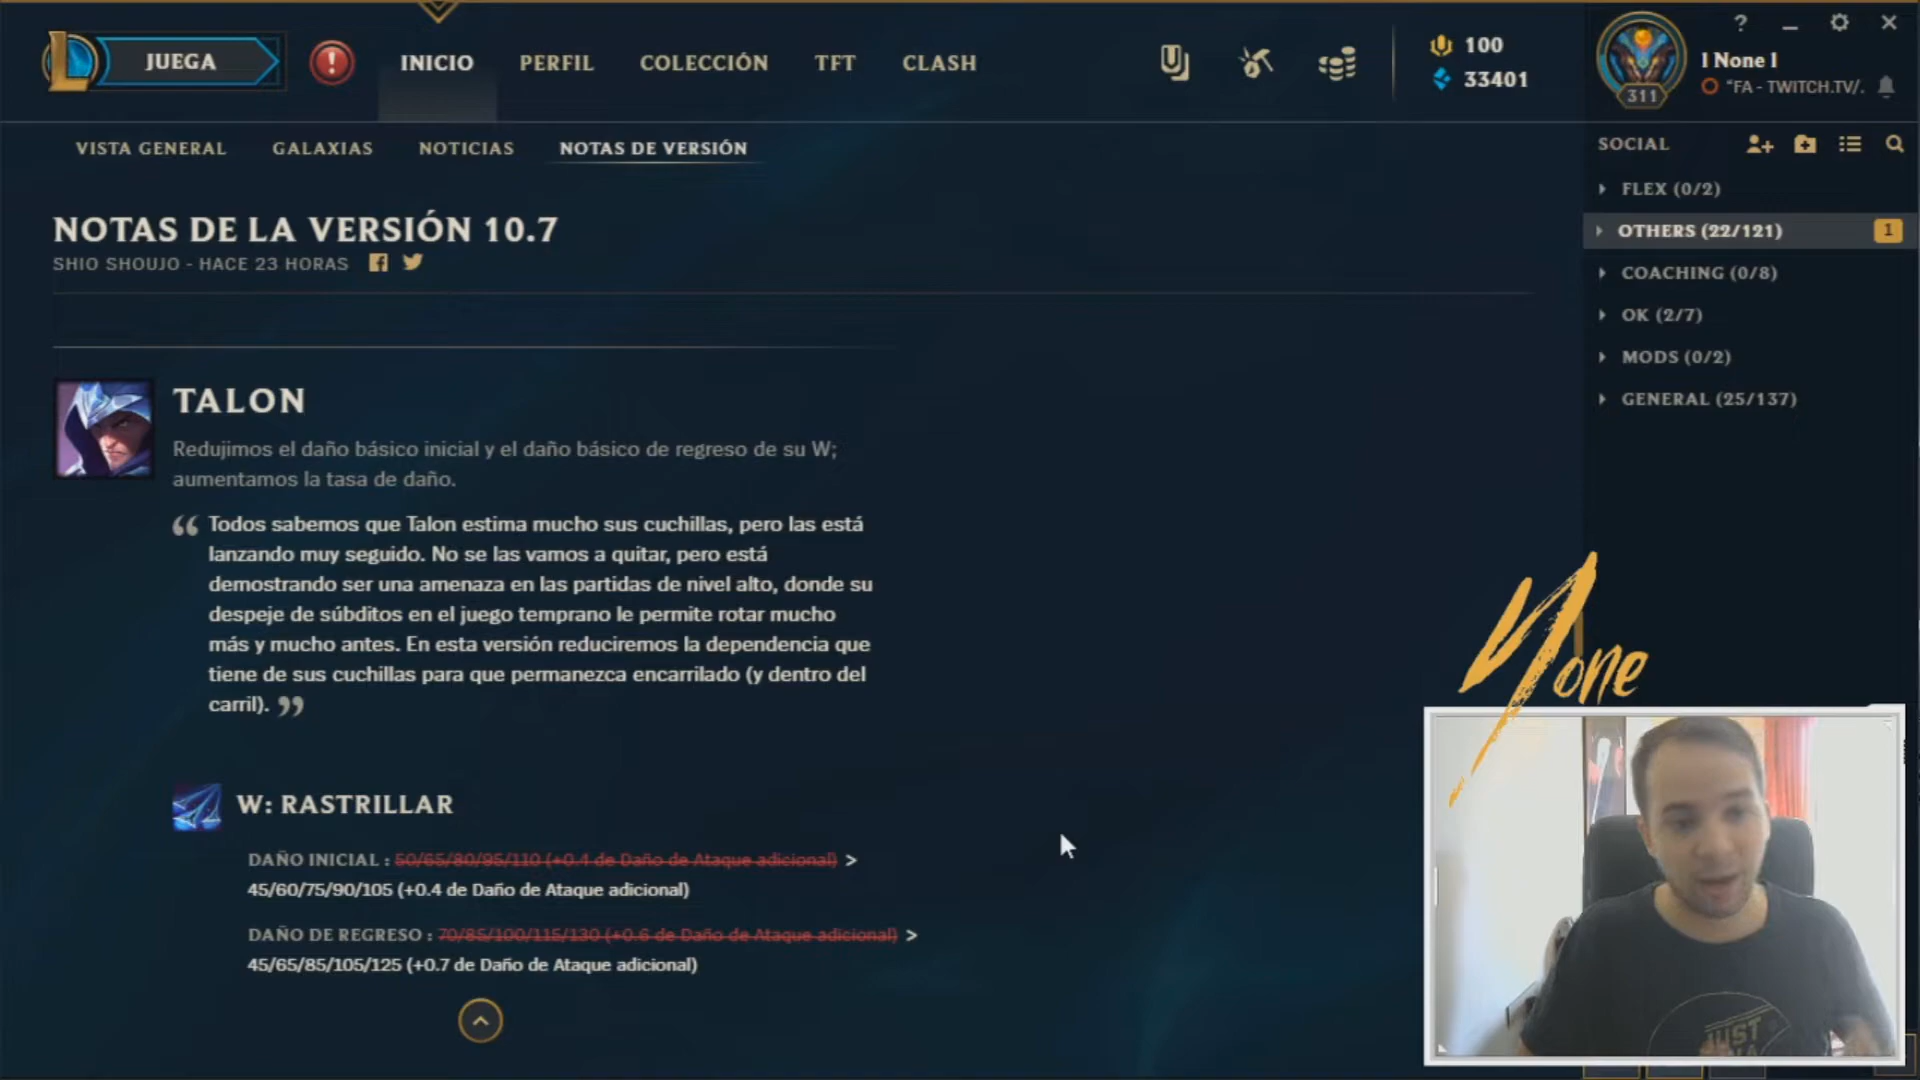 JUEGA
INICIO
PERFIL
COLECCIÓN
TFT
CLASH
100
33401
?
311
l None l
"FA - TWITCH.TV/.
VISTA GENERAL
GALAXIAS
NOTICIAS
NOTAS DE VERSIÓN
SOCIAL
FLEX (0/2)
OTHERS (22/121)
1
COACHING (0/8)
OK (2/7)
MODS (0/2)
GENERAL (25/137)
NOTAS DE LA VERSIÓN 10.7
SHIO SHOUJO - HACE 23 HORAS
TALON
Redujimos el daño básico inicial y el daño básico de regreso de su W;
aumentamos la tasa de daño.
“ Todos sabemos que Talon estima mucho sus cuchillas, pero las está
lanzando muy seguido. No se las vamos a quitar, pero está
demostrando ser una amenaza en las partidas de nivel alto, donde su
despeje de súbditos en el juego temprano le permite rotar mucho
más y mucho antes. En esta versión reduciremos la dependencia que
tiene de sus cuchillas para que permanezca encarrilado (y dentro del
carril). ”
W: RASTRILLAR
DAÑO INICIAL : 50/65/80/95/110 (+0.4 de Daño de Ataque adicional) >
45/60/75/90/105 (+0.4 de Daño de Ataque adicional)
DAÑO DE REGRESO : 70/85/100/115/130 (+0.6 de Daño de Ataque adicional) >
45/65/85/105/125 (+0.7 de Daño de Ataque adicional)
None
JUST